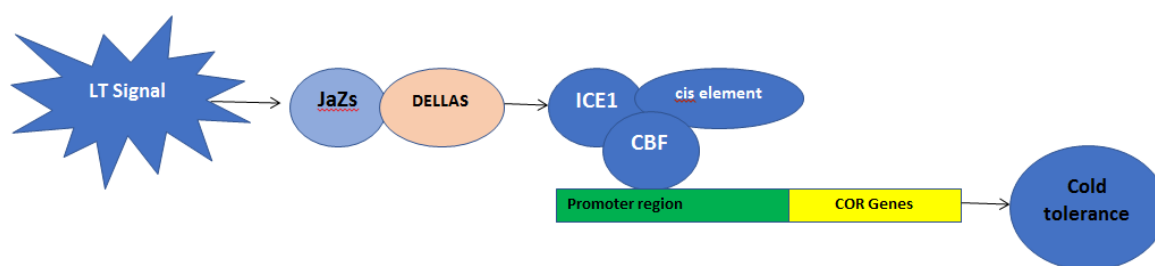 LT Signal
JaZs
DELLAS
ICE1
cis element
CBF
Promoter region
COR Genes
Cold
tolerance